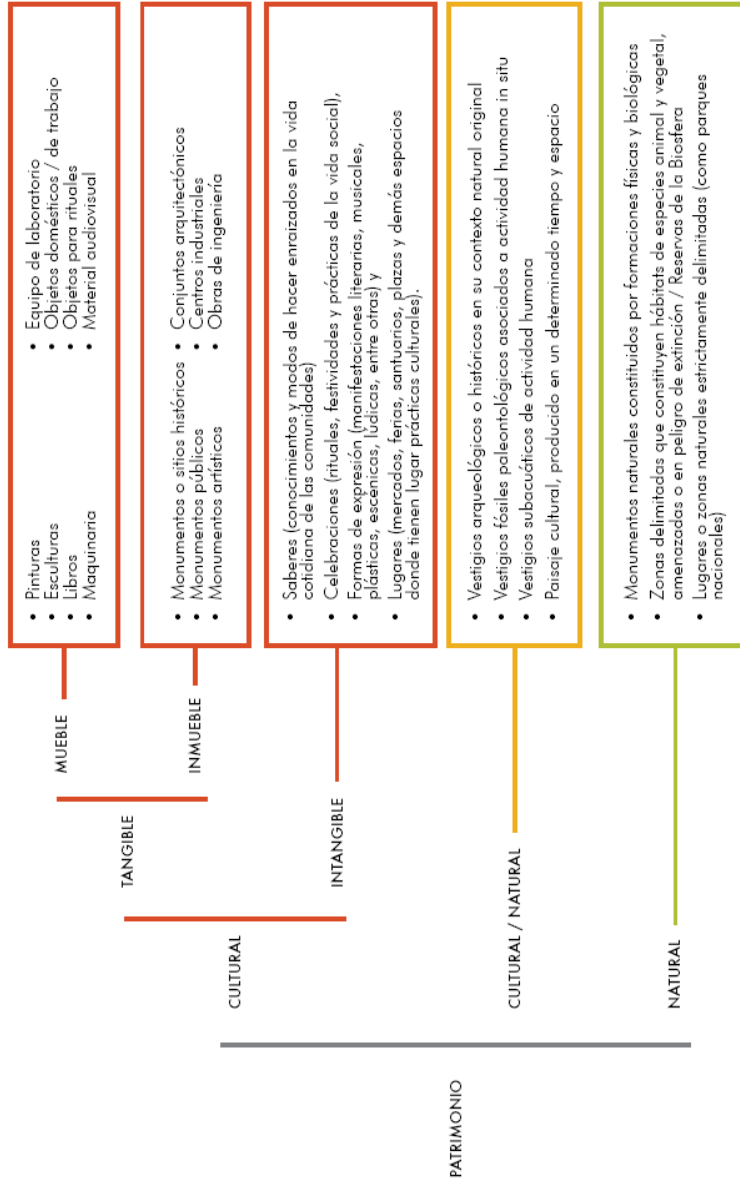 PATRIMONIO
CULTURAL
TANGIBLE
MUEBLE
• Pinturas
• Esculturas
• Libros
• Maquinaria
• Equipo de laboratorio
• Objetos domésticos / de trabajo
• Objetos para rituales
• Material audiovisual
INMUEBLE
• Monumentos o sitios históricos
• Monumentos públicos
• Monumentos artísticos
• Conjuntos arquitectónicos
• Centros industriales
• Obras de ingeniería
INTANGIBLE
• Saberes (conocimientos y modos de hacer enraizados en la vida
cotidiana de las comunidades)
• Celebraciones (rituales, festividades y prácticas de la vida social),
• Formas de expresión (manifestaciones literarias, musicales,
plásticas, escénicas, lúdicas, entre otras) y
• Lugares (mercados, ferias, santuarios, plazas y demás espacios
donde tienen lugar prácticas culturales).
CULTURAL / NATURAL
• Vestigios arqueológicos o históricos en su contexto natural original
• Vestigios fósiles paleontológicos asociados a actividad humana in situ
• Vestigios subacuáticos de actividad humana
• Paisaje cultural, producido en un determinado tiempo y espacio
NATURAL
• Monumentos naturales constituidos por formaciones físicas y biológicas
• Zonas delimitadas que constituyen hábitats de especies animal y vegetal,
amenazadas o en peligro de extinción / Reservas de la Biosfera
• Lugares o zonas naturales estrictamente delimitadas (como parques
nacionales)